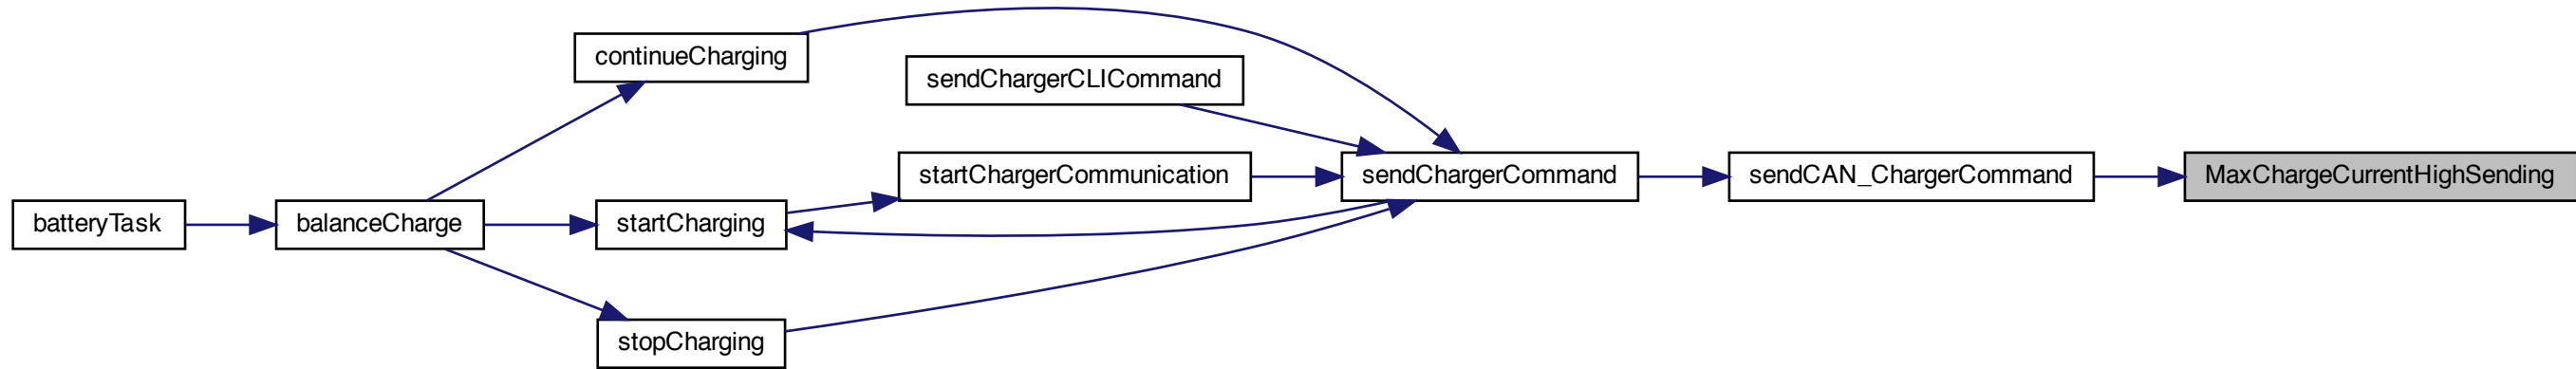 continueCharging
sendChargerCLICommand
startChargerCommunication
sendChargerCommand
sendCAN_ChargerCommand
MaxChargeCurrentHighSending
batteryTask
balanceCharge
startCharging
stopCharging